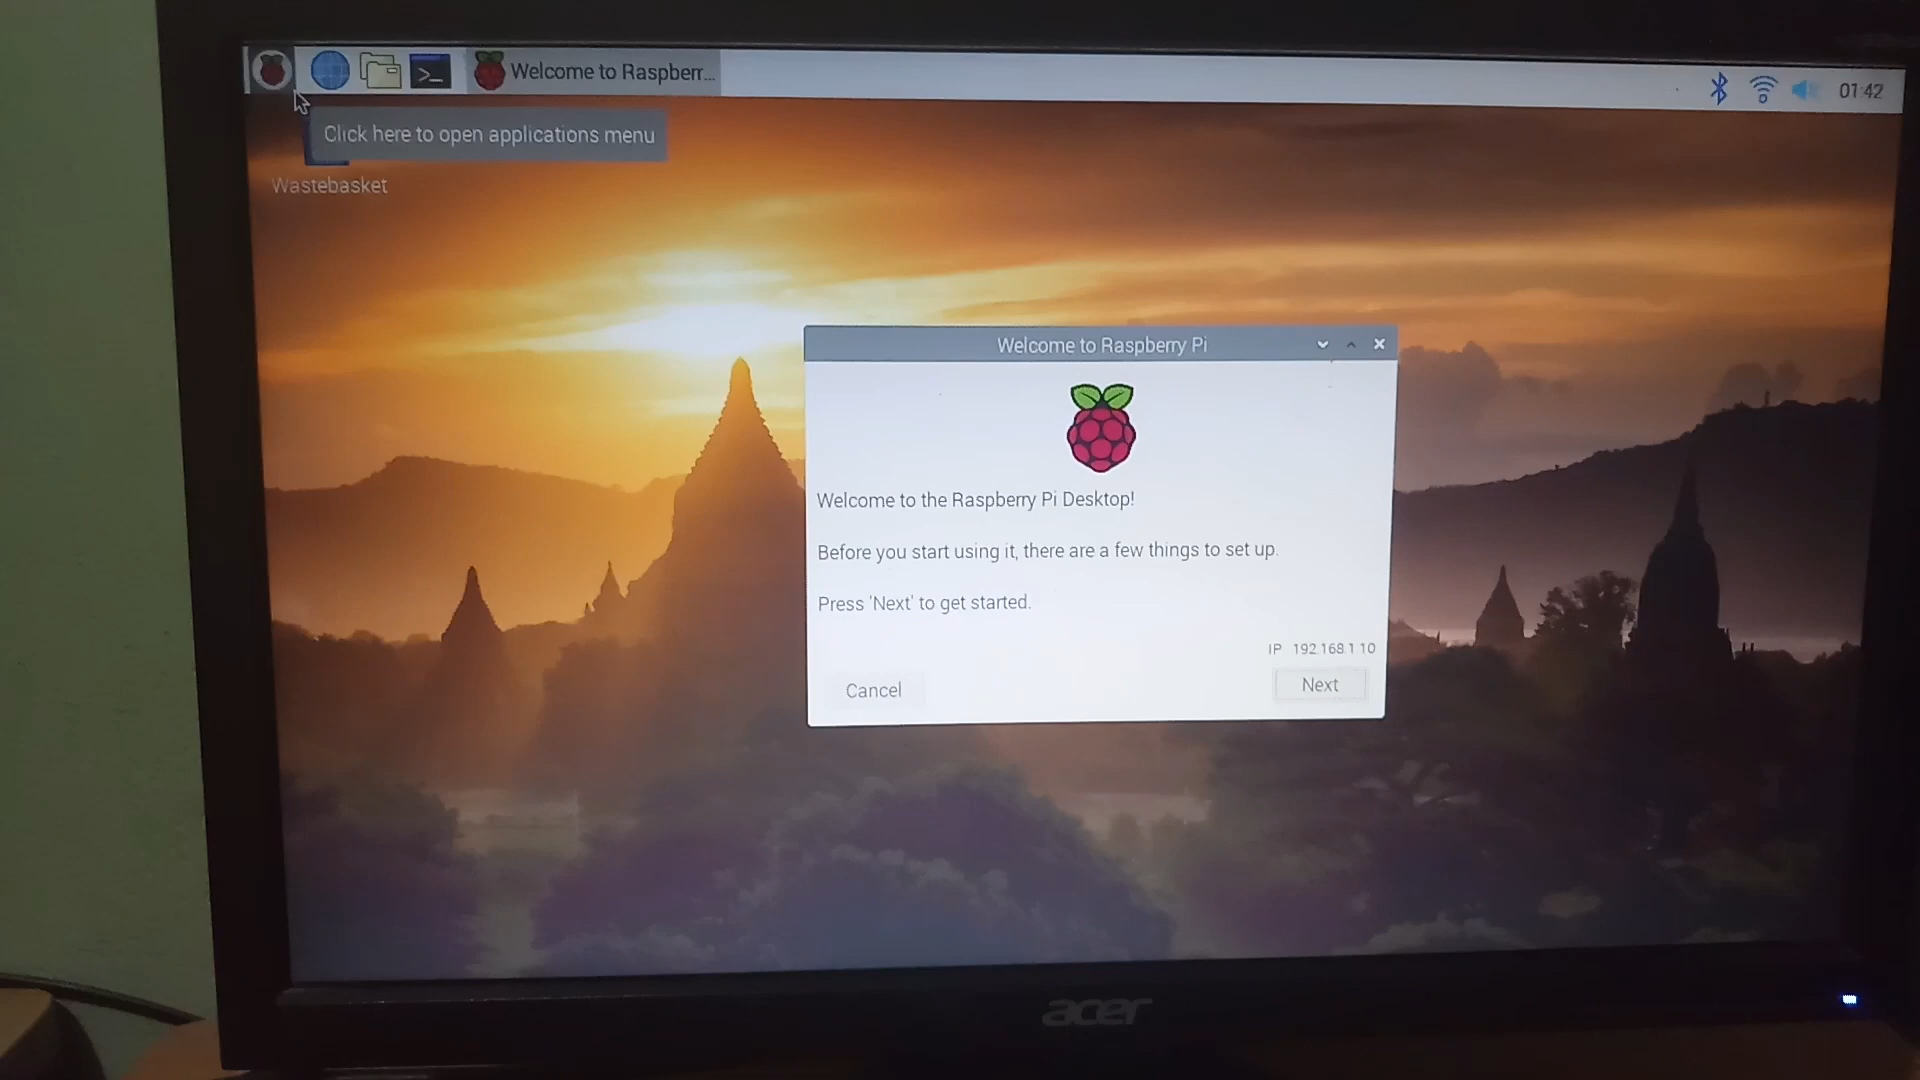 Welcome to Raspberr...
01:42
Click here to open applications menu
Wastebasket
Welcome to Raspberry Pi
Welcome to the Raspberry Pi Desktop!
Before you start using it, there are a few things to set up.
Press 'Next' to get started.
IP 192.168.1.10
Cancel
Next
acer